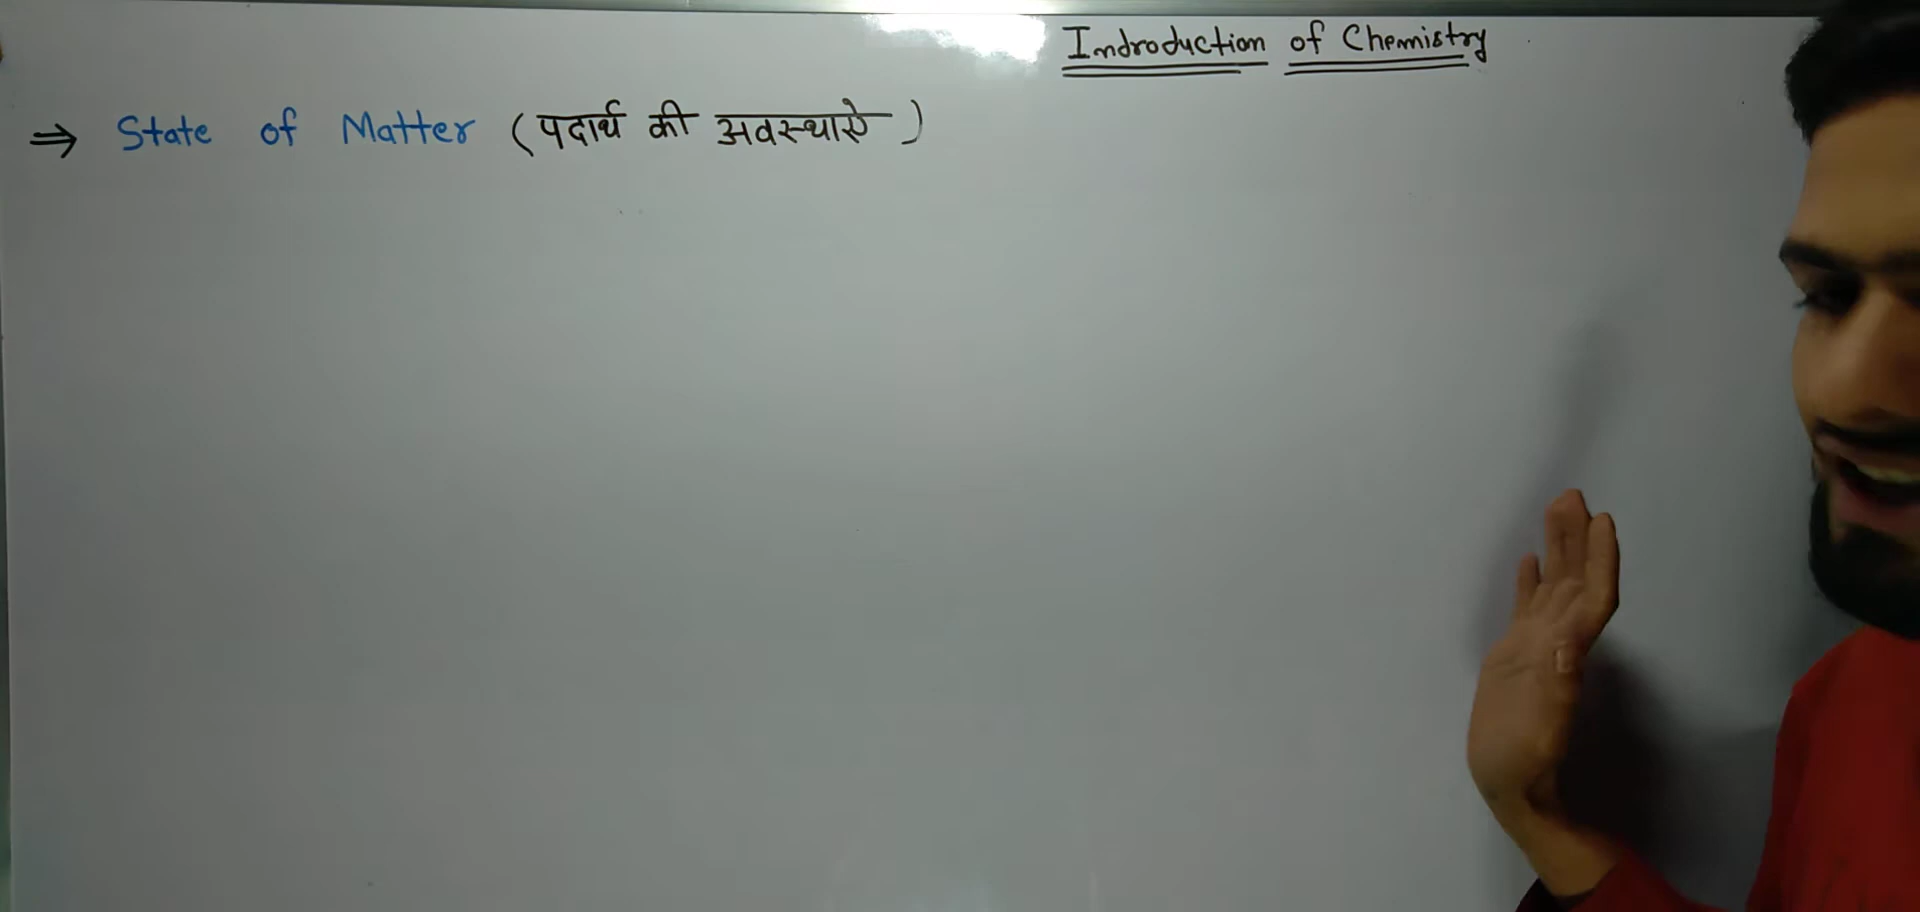 Indroduction of Chemistry
⇒ State of Matter (पदार्थ की अवस्थाऐ)